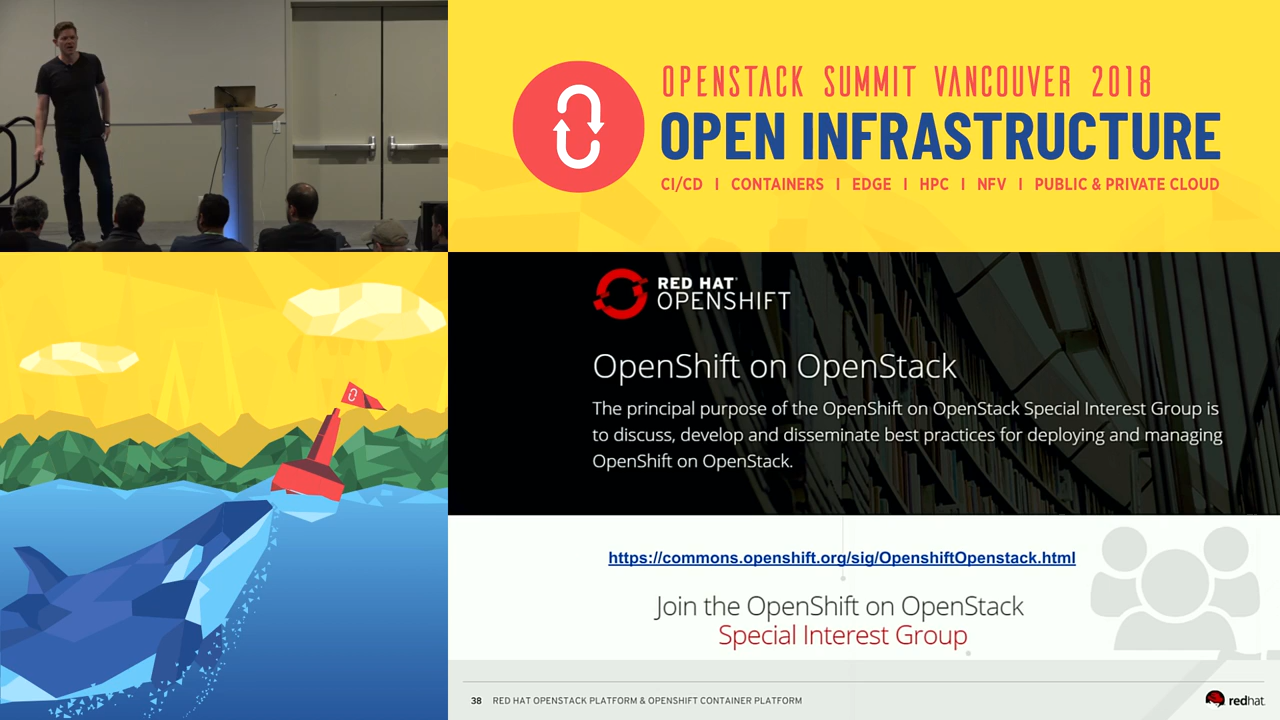 OPENSTACK SUMMIT VANCOUVER 2018
OPEN INFRASTRUCTURE
CI/CD | CONTAINERS | EDGE | HPC | NFV | PUBLIC & PRIVATE CLOUD
RED HAT
OPENSHIFT
OpenShift on OpenStack
The principal purpose of the OpenShift on OpenStack Special Interest Group is
to discuss, develop and disseminate best practices for deploying and managing
OpenShift on OpenStack.
https://commons.openshift.org/sig/OpenshiftOpenstack.html
Join the OpenShift on OpenStack
Special Interest Group
38 RED HAT OPENSTACK PLATFORM & OPENSHIFT CONTAINER PLATFORM
redhat.